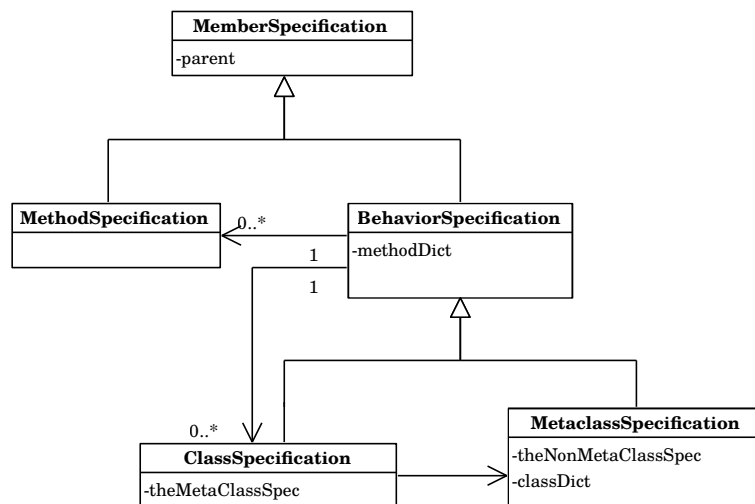 MemberSpecification
-parent
MethodSpecification
BehaviorSpecification
-methodDict
0..*
1
1
0..*
ClassSpecification
-theMetaClassSpec
MetaclassSpecification
-theNonMetaClassSpec
-classDict